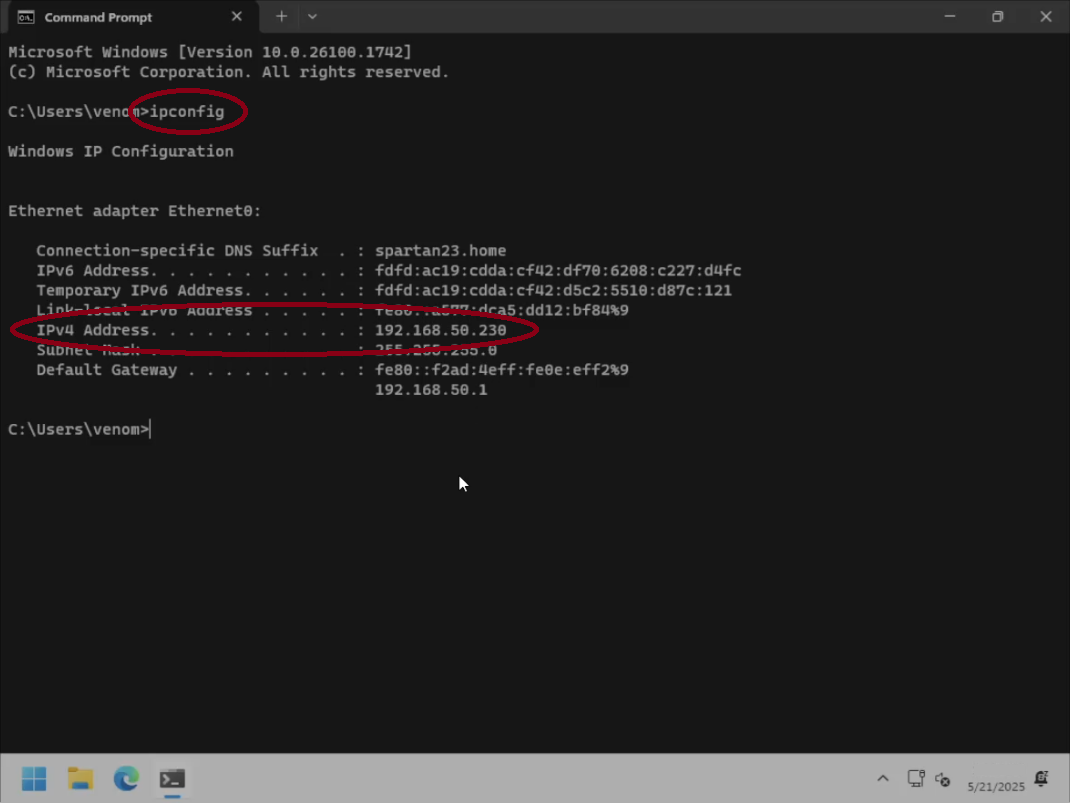 Command Prompt
Microsoft Windows [Version 10.0.26100.1742]
(c) Microsoft Corporation. All rights reserved.
C:\Users\venom>ipconfig
Windows IP Configuration
Ethernet adapter Ethernet0:
Connection-specific DNS Suffix . : spartan23.home
IPv6 Address. . . . . . . . . . . : fdfd:ac19:cdda:cf42:df70:6208:c227:d4fc
Temporary IPv6 Address. . . . . . : fdfd:ac19:cdda:cf42:d5c2:5510:d87c:121
Link-local IPv6 Address . . . . . : fe80::a577:dca5:dd12:bf84%9
IPv4 Address. . . . . . . . . . . : 192.168.50.230
Subnet Mask . . . . . . . . . . . : 255.255.255.0
Default Gateway . . . . . . . . . : fe80::f2ad:4eff:fe0e:eff2%9
192.168.50.1
C:\Users\venom>
5/21/2025